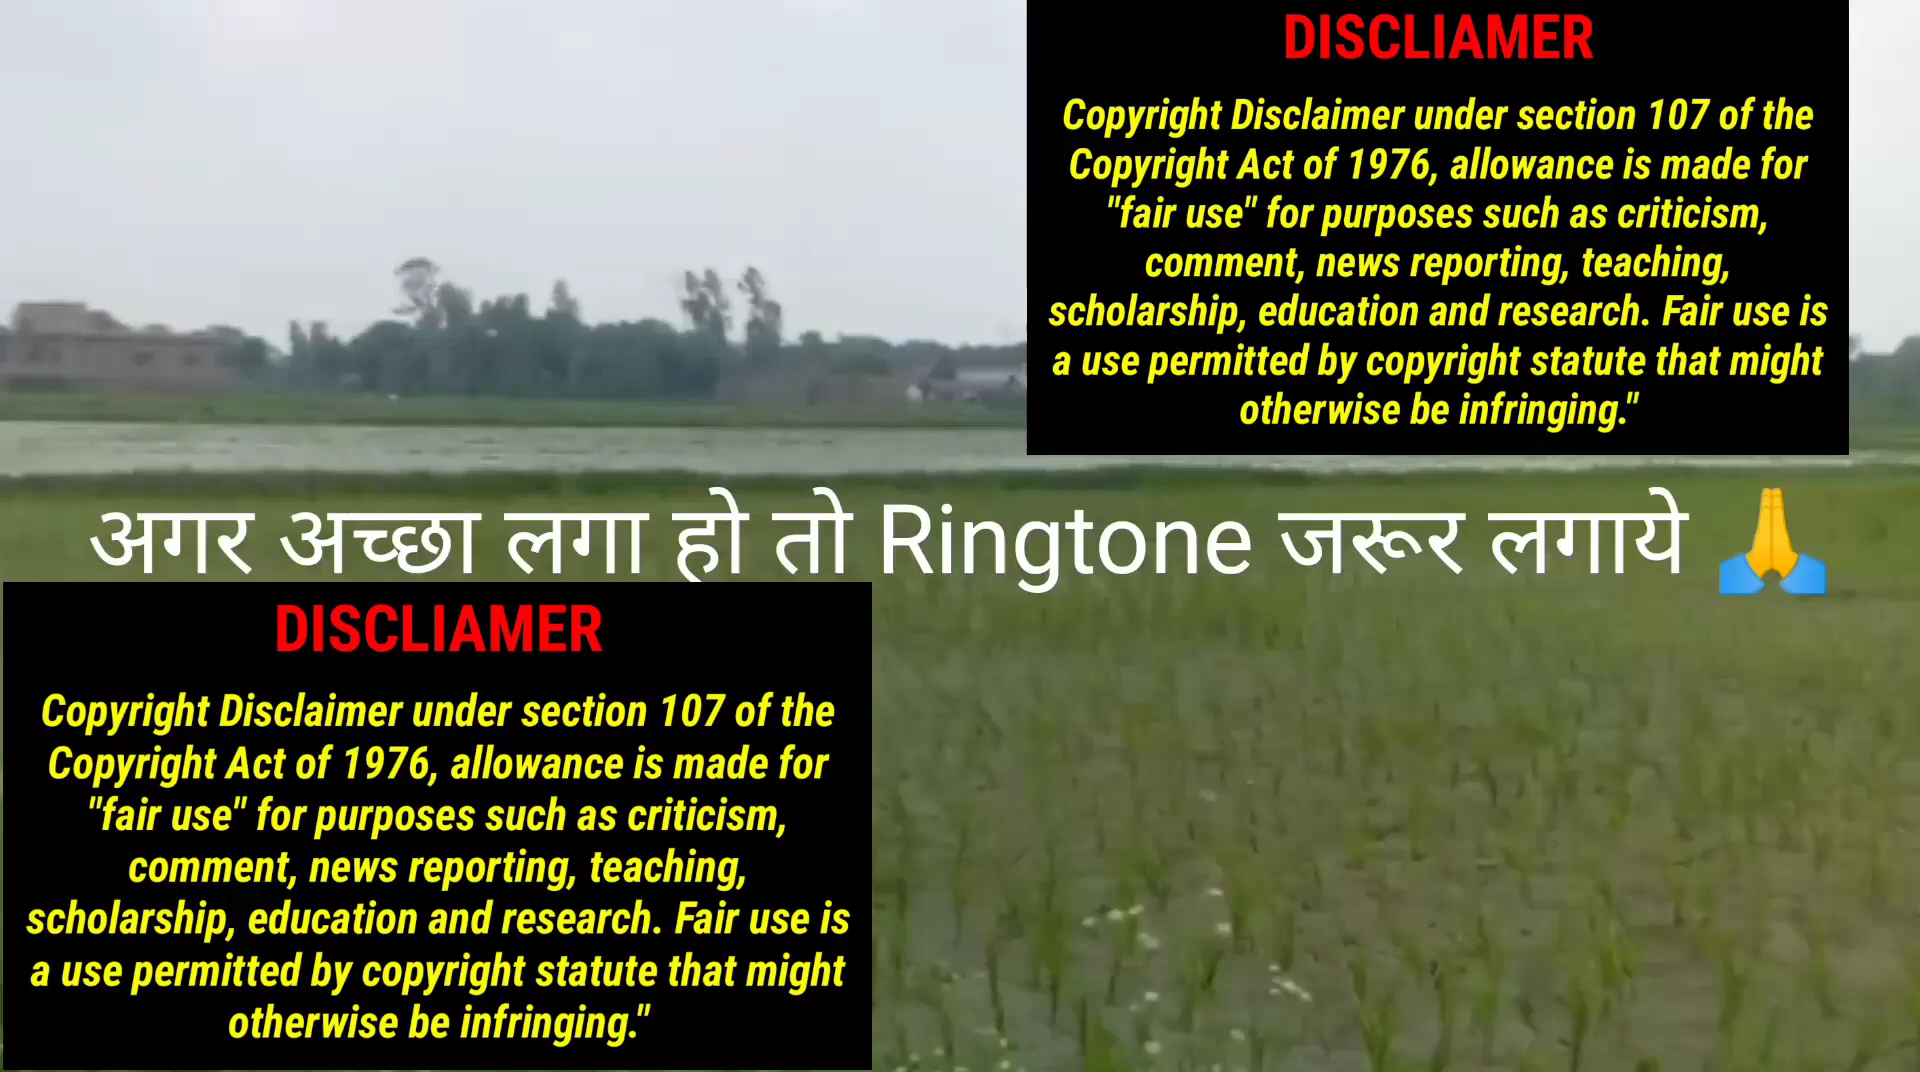 DISCLIAMER
Copyright Disclaimer under section 107 of the
Copyright Act of 1976, allowance is made for
"fair use" for purposes such as criticism,
comment, news reporting, teaching,
scholarship, education and research. Fair use is
a use permitted by copyright statute that might
otherwise be infringing."
अगर अच्छा लगा हो तो Ringtone जरूर लगाये 🙏
DISCLIAMER
Copyright Disclaimer under section 107 of the
Copyright Act of 1976, allowance is made for
"fair use" for purposes such as criticism,
comment, news reporting, teaching,
scholarship, education and research. Fair use is
a use permitted by copyright statute that might
otherwise be infringing."